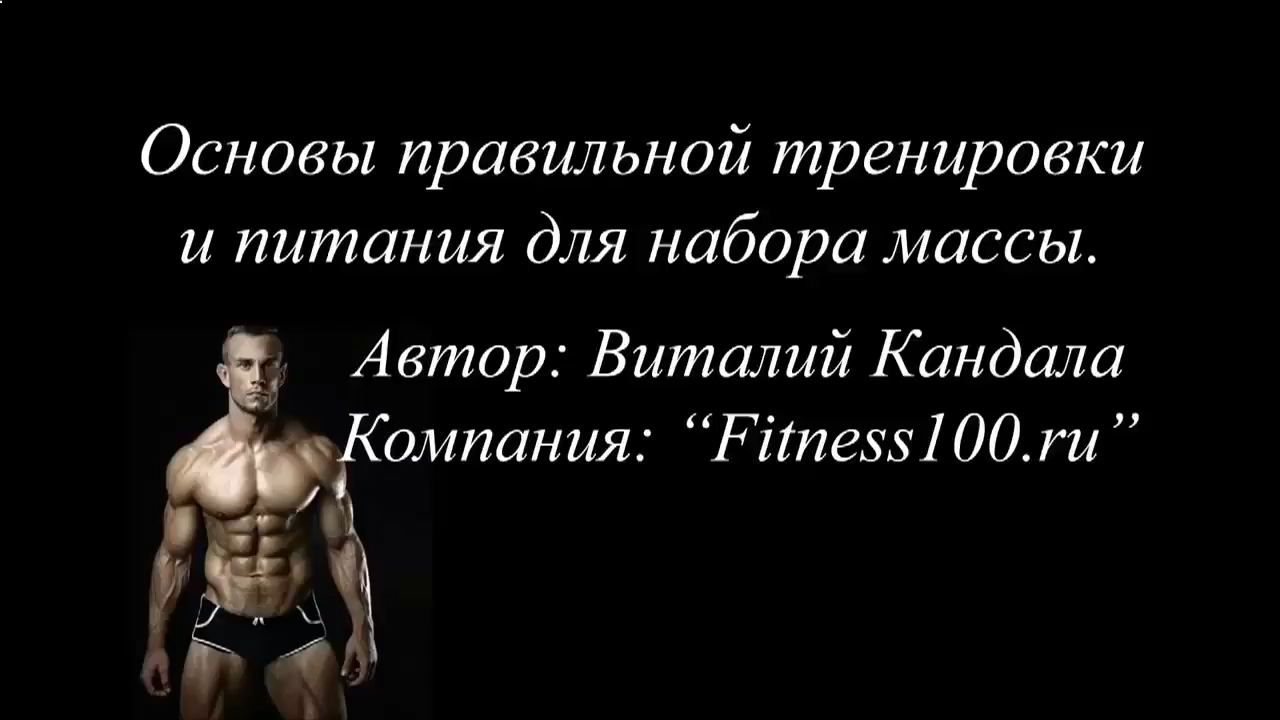 Основы правильной тренировки
и питания для набора массы.
Автор: Виталий Кандала
Компания: “Fitness100.ru”